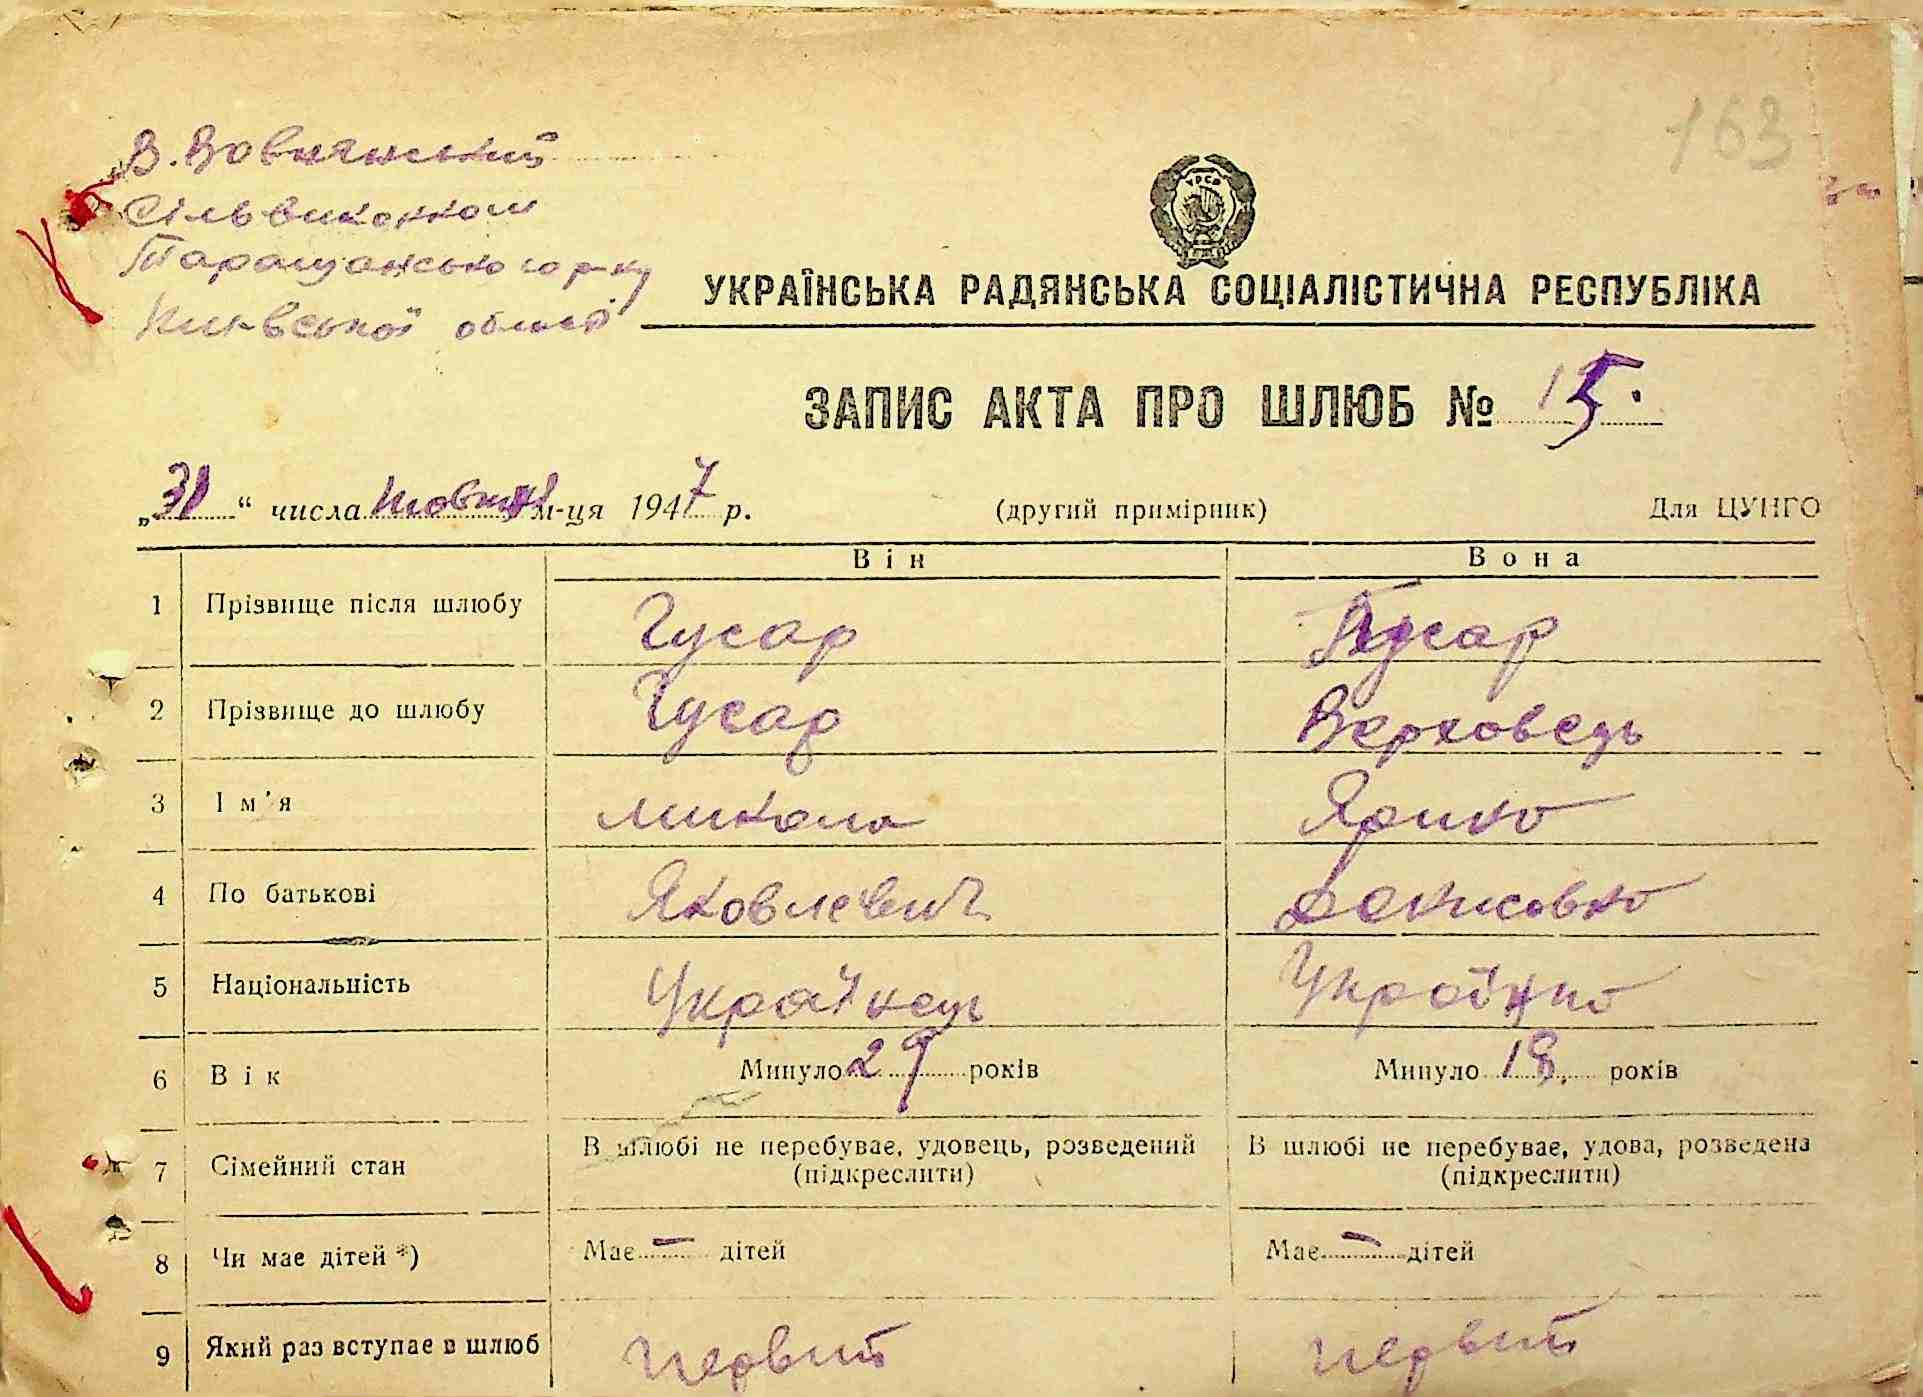 163
В. Вовнянський
Сільвиконком
Таращанського р-ну
Київської област.
УРСР
УКРАЇНСЬКА РАДЯНСЬКА СОЦІАЛІСТИЧНА РЕСПУБЛІКА
ЗАПИС АКТА ПРО ШЛЮБ № 15.
„31“ числа Жовтня м-ця 1947 р. (другий примірник) Для ЦУНГО
Він Вона
1 Прізвище після шлюбу Гусар Гусар
2 Прізвище до шлюбу Гусар Верховець
3 Ім'я Микола Ярина
4 По батькові Яковлевич Денисовна
5 Національність Українець Українка
6 Вік Минуло 29 років Минуло 18 років
7 Сімейний стан В шлюбі не перебуває, удовець, розведений (підкреслити) В шлюбі не перебуває, удова, розведена (підкреслити)
8 Чи має дітей *) Має — дітей Має — дітей
9 Який раз вступає в шлюб первий первий